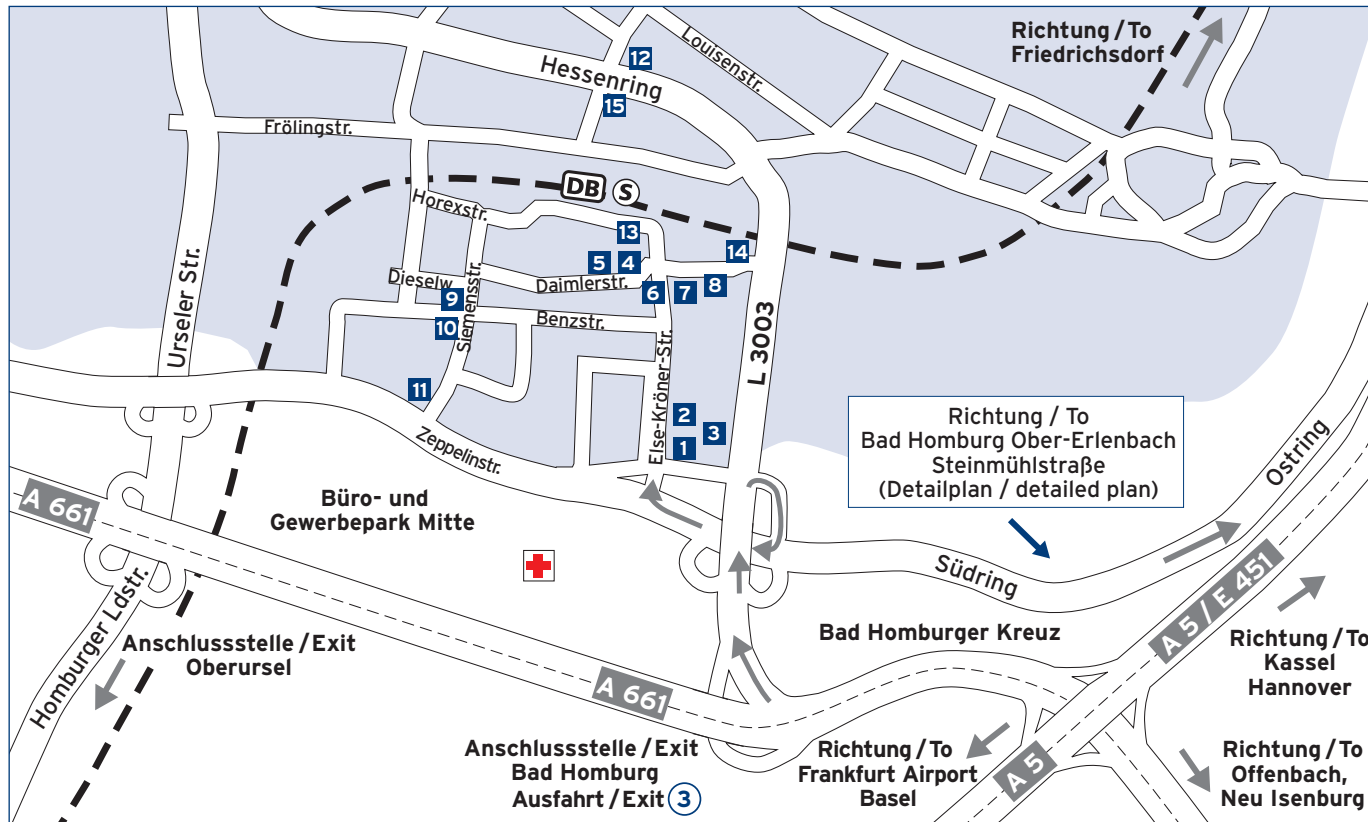 Richtung / To
Friedrichsdorf
12
Louisenstr.
Hessenring
15
Frölingstr.
DB
S
Horexstr.
13
14
5
4
Dieselw.
Daimlerstr.
8
6
7
9
Siemensstr.
Benzstr.
10
Urseler Str.
L 3003
Else-Kröner-Str.
11
2
3
1
Zeppelinstr.
Richtung / To
Bad Homburg Ober-Erlenbach
Steinmühlstraße
(Detailplan / detailed plan)
Ostring
A 661
Büro- und
Gewerbepark Mitte
Südring
A 5 / E 451
Homburger Ldstr.
Anschlussstelle / Exit
Oberursel
Bad Homburger Kreuz
Richtung / To
Kassel
Hannover
A 661
Anschlussstelle / Exit
Bad Homburg
Ausfahrt / Exit 3
Richtung / To
Frankfurt Airport
Basel
A 5
Richtung / To
Offenbach,
Neu Isenburg